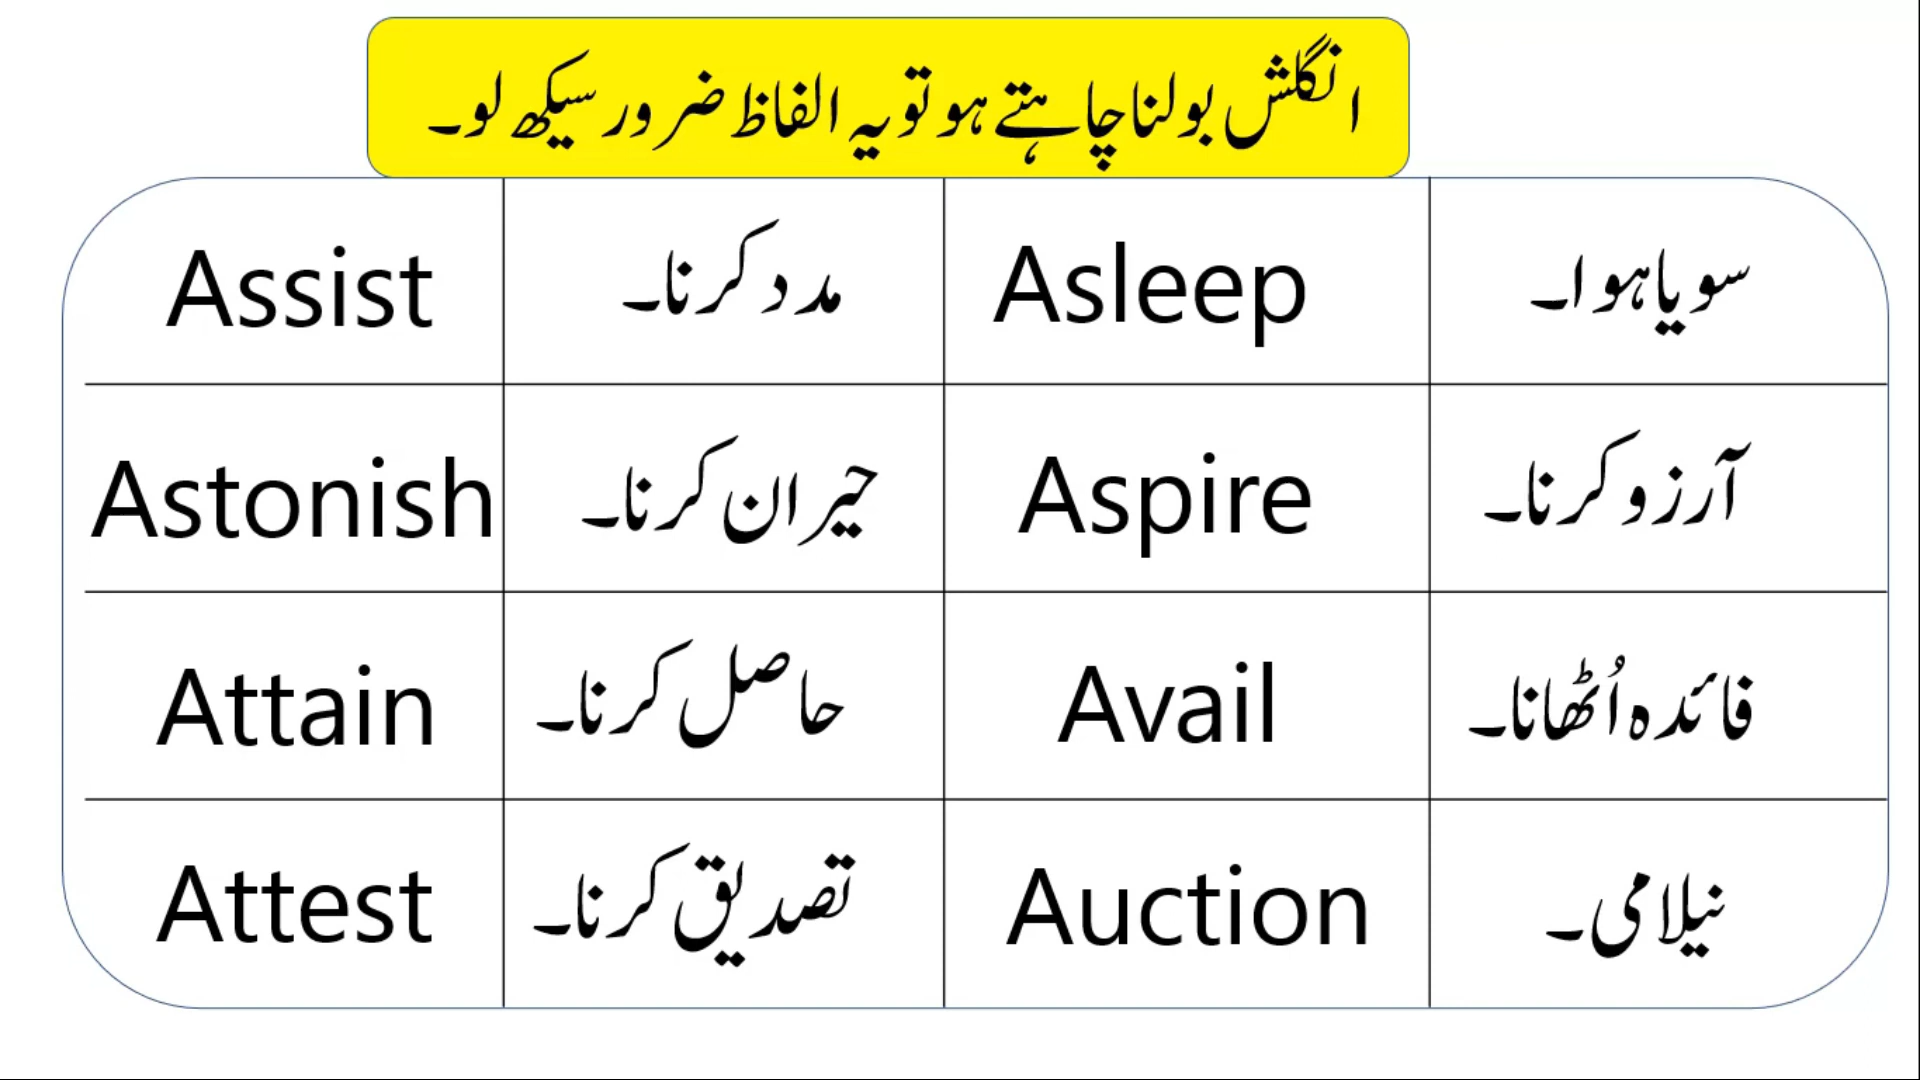 انگلش بولنا چاہتے ہو تو یہ الفاظ ضرور سیکھ لو۔
Assist مدد کرنا۔ Asleep سویا ہوا۔
Astonish حیران کرنا۔ Aspire آرزو کرنا۔
Attain حاصل کرنا۔ Avail فائدہ اُٹھانا۔
Attest تصدیق کرنا۔ Auction نیلامی۔